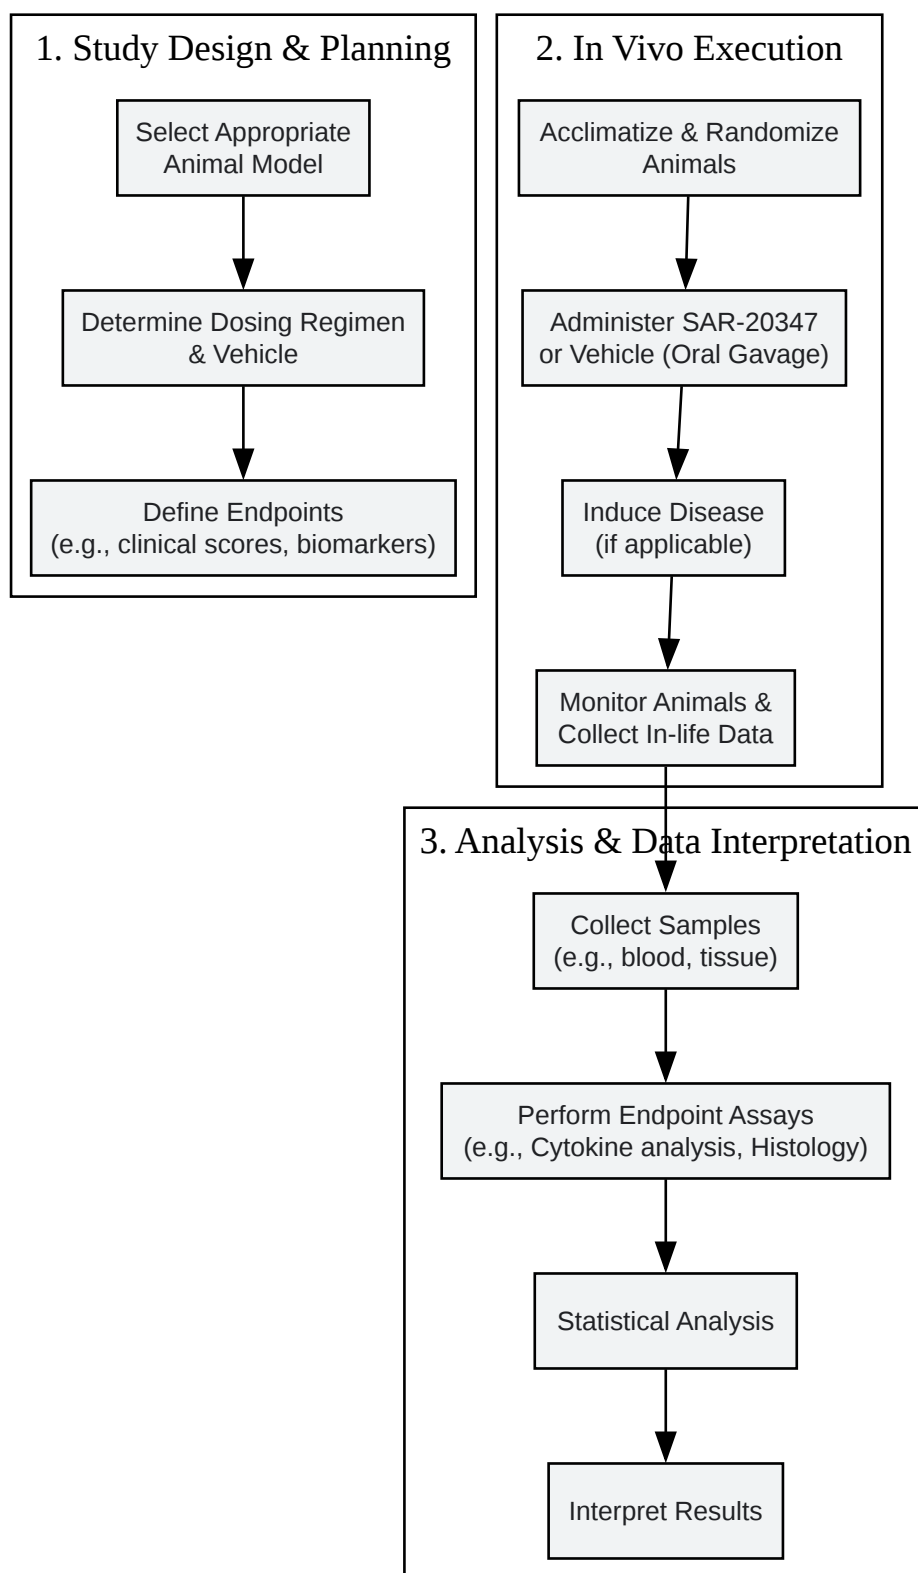 1. Study Design & Planning
Select Appropriate
Animal Model
Determine Dosing Regimen
& Vehicle
Define Endpoints
(e.g., clinical scores, biomarkers)
2. In Vivo Execution
Acclimatize & Randomize
Animals
Administer SAR-20347
or Vehicle (Oral Gavage)
Induce Disease
(if applicable)
Monitor Animals &
Collect In-life Data
3. Analysis & Data Interpretation
Collect Samples
(e.g., blood, tissue)
Perform Endpoint Assays
(e.g., Cytokine analysis, Histology)
Statistical Analysis
Interpret Results